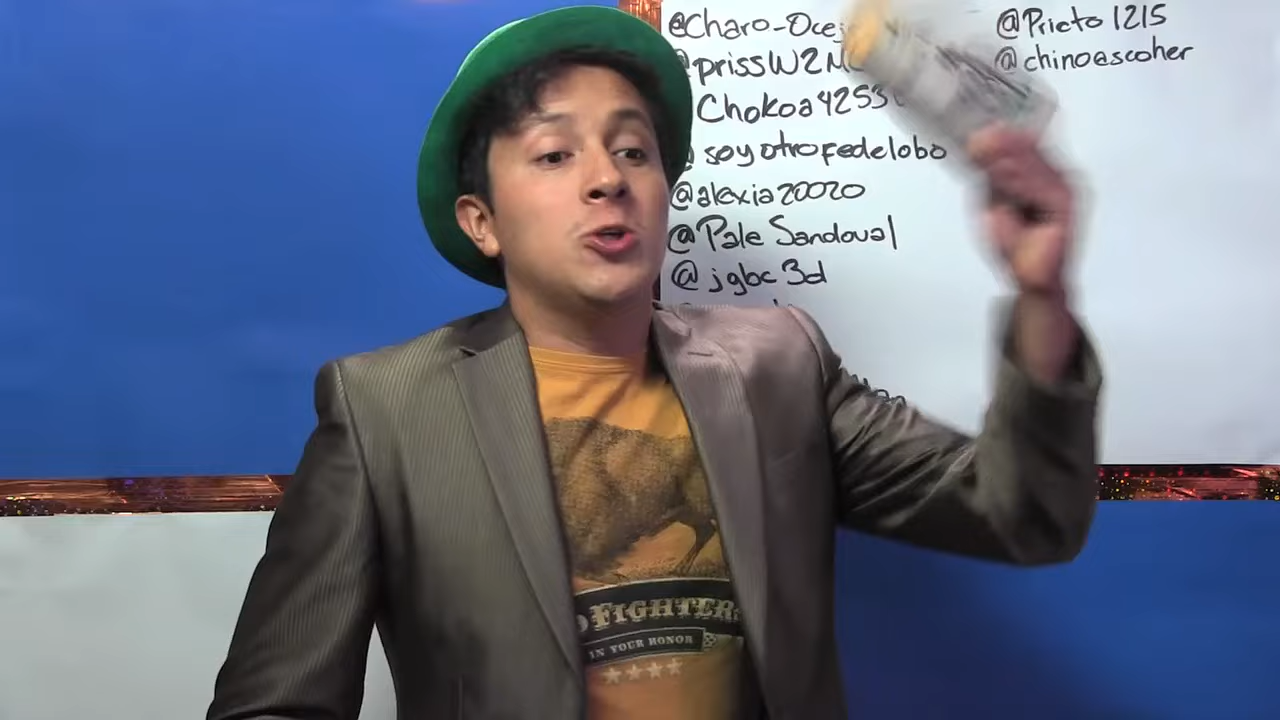 @Charo-Oce
@prissW2M
Chokoa4253
@soyotrofedelobo
@alexia20020
@Pale Sandoval
@jgbc3d
@Prieto1215
@chinoascoher
FIGHTER
IN YOUR HONOR